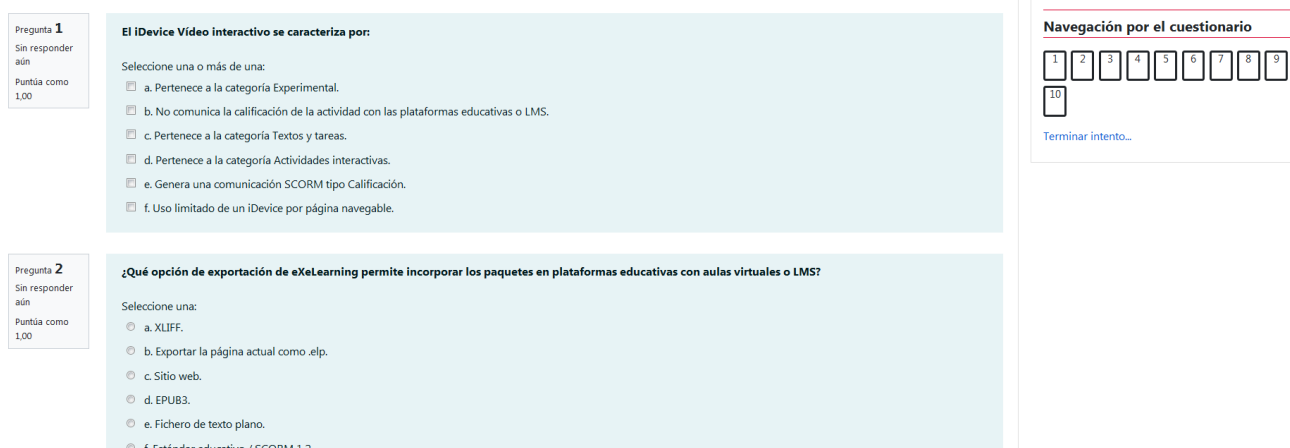 Pregunta 1
Sin responder
aún
Puntúa como
1,00
El iDevice Vídeo interactivo se caracteriza por:
Seleccione una o más de una:
a. Pertenece a la categoría Experimental.
b. No comunica la calificación de la actividad con las plataformas educativas o LMS.
c. Pertenece a la categoría Textos y tareas.
d. Pertenece a la categoría Actividades interactivas.
e. Genera una comunicación SCORM tipo Calificación.
f. Uso limitado de un iDevice por página navegable.
Pregunta 2
Sin responder
aún
Puntúa como
1,00
¿Qué opción de exportación de eXeLearning permite incorporar los paquetes en plataformas educativas con aulas virtuales o LMS?
Seleccione una:
a. XLIFF.
b. Exportar la página actual como .elp.
c. Sitio web.
d. EPUB3.
e. Fichero de texto plano.
f. Estándar educativo / SCORM 1.2
Navegación por el cuestionario
1 2 3 4 5 6 7 8 9
10
Terminar intento...